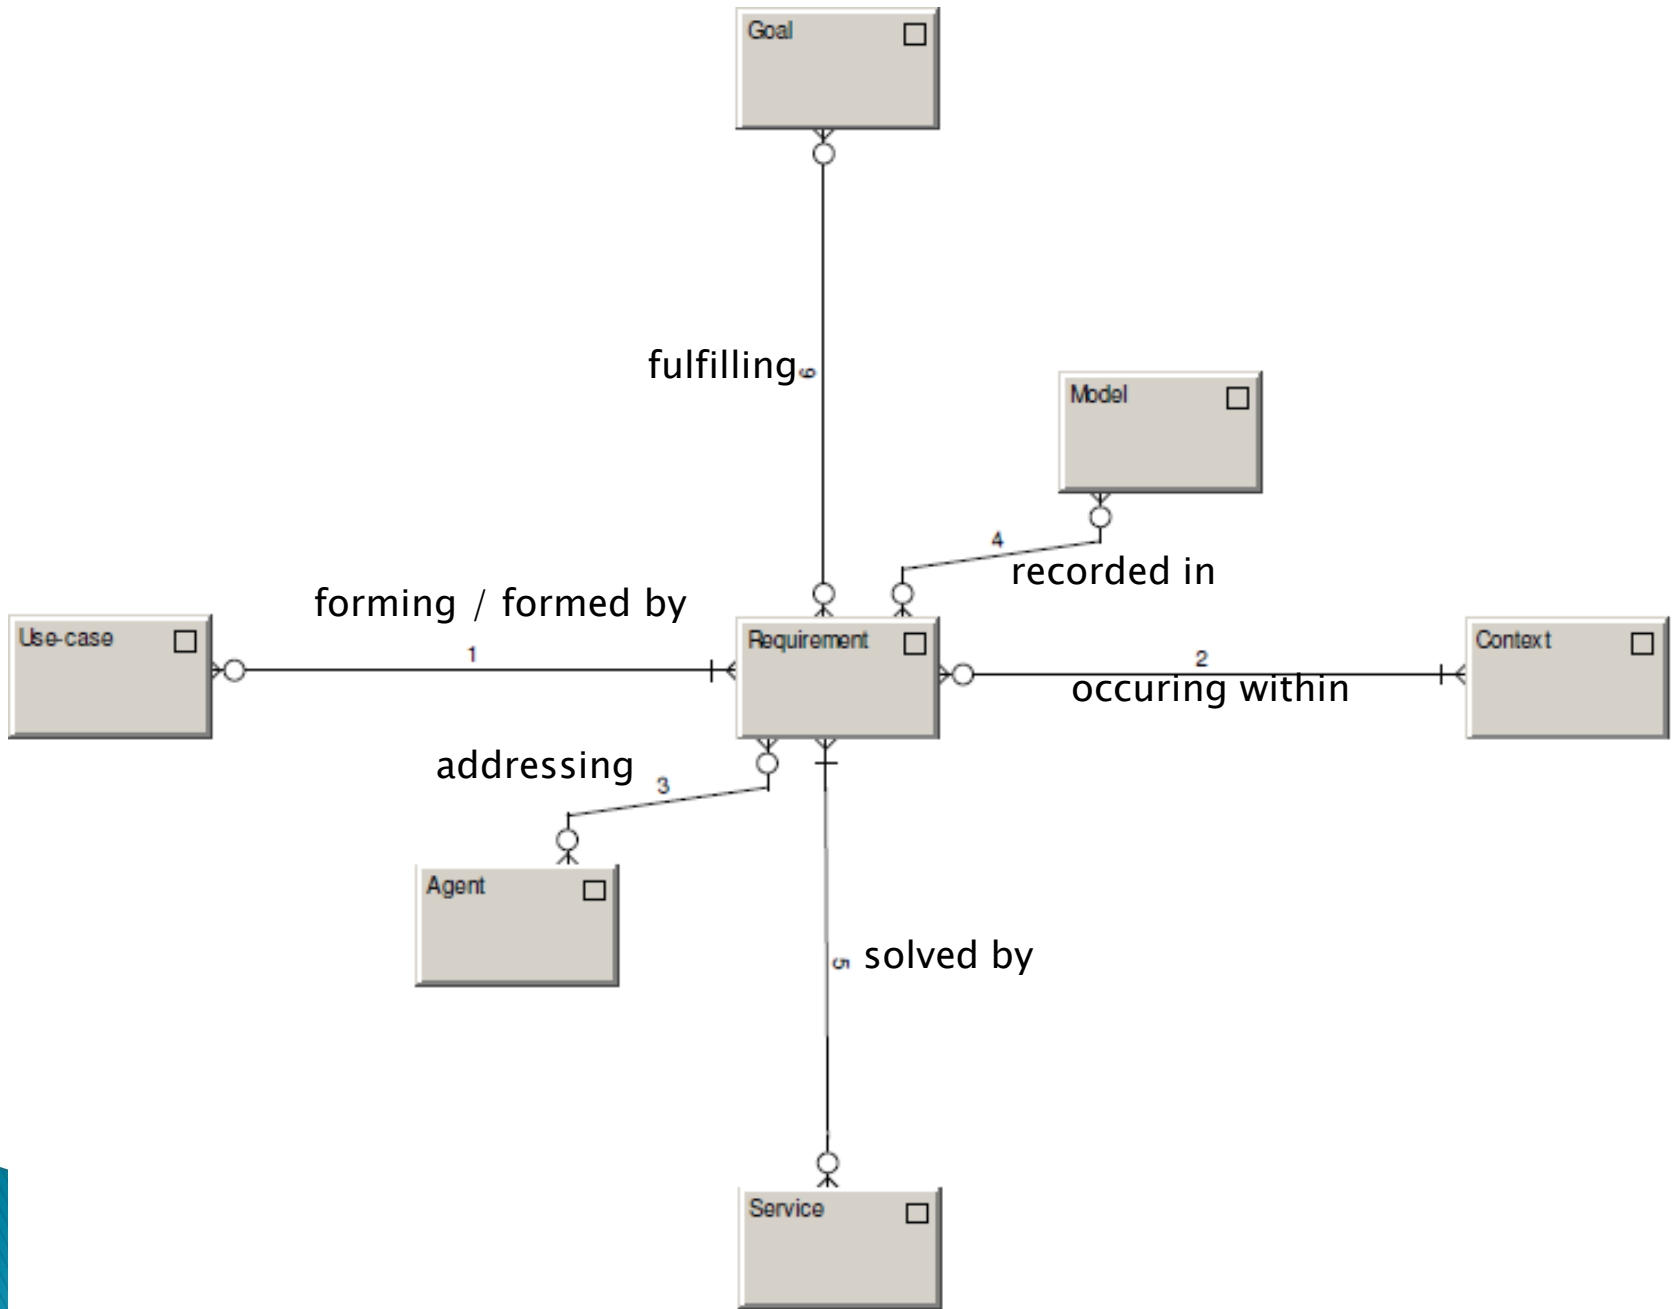 Goal
fulfilling
9
Model
4
recorded in
forming / formed by
Use-case
1
Requirement
2
occuring within
Context
addressing
3
Agent
5
solved by
Service